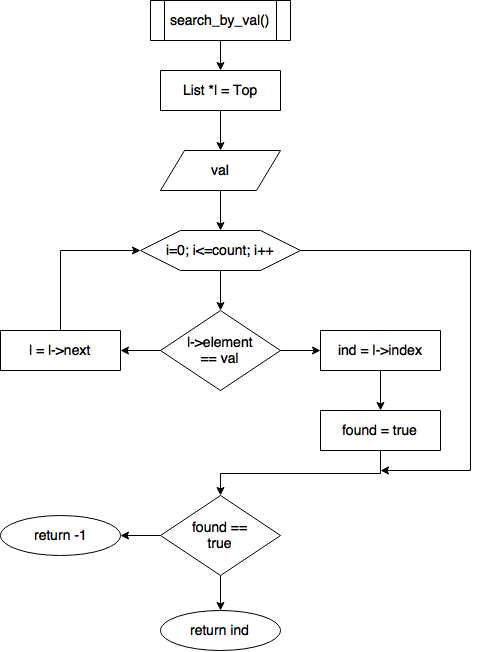 search_by_val()
List *l = Top
val
i=0; i<=count; i++
l->element
== val
l = l->next
ind = l->index
found = true
found ==
true
return -1
return ind